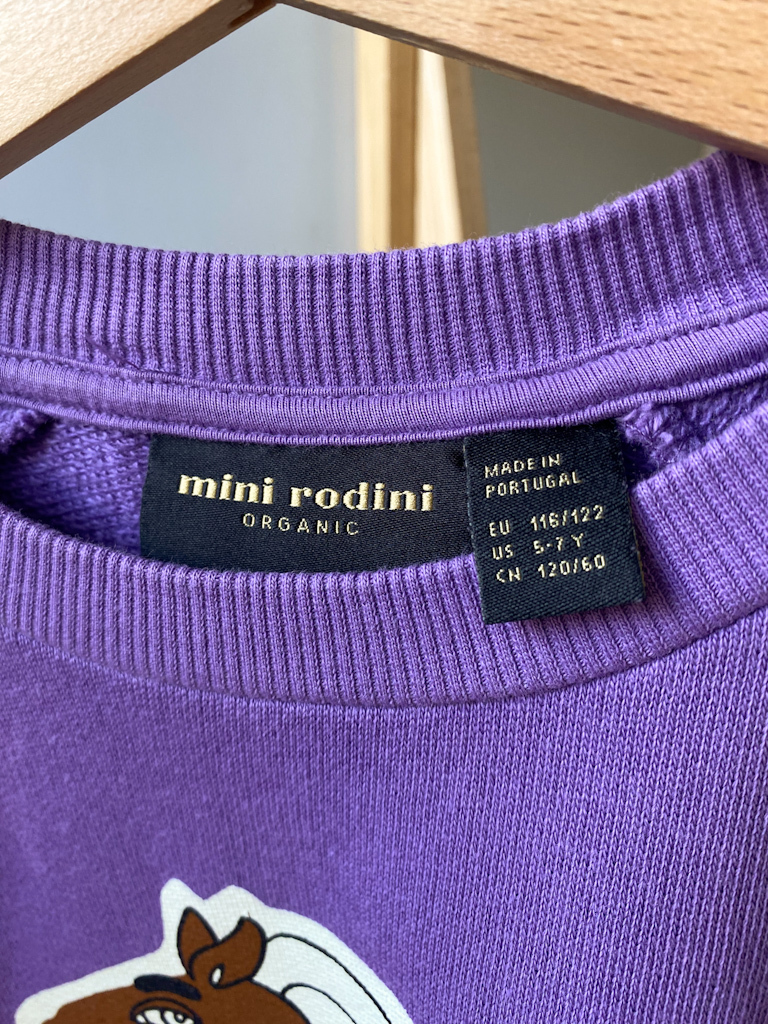 mini rodini
ORGANIC
MADE IN
PORTUGAL
EU 116/122
US 5-7 Y
CN 120/60